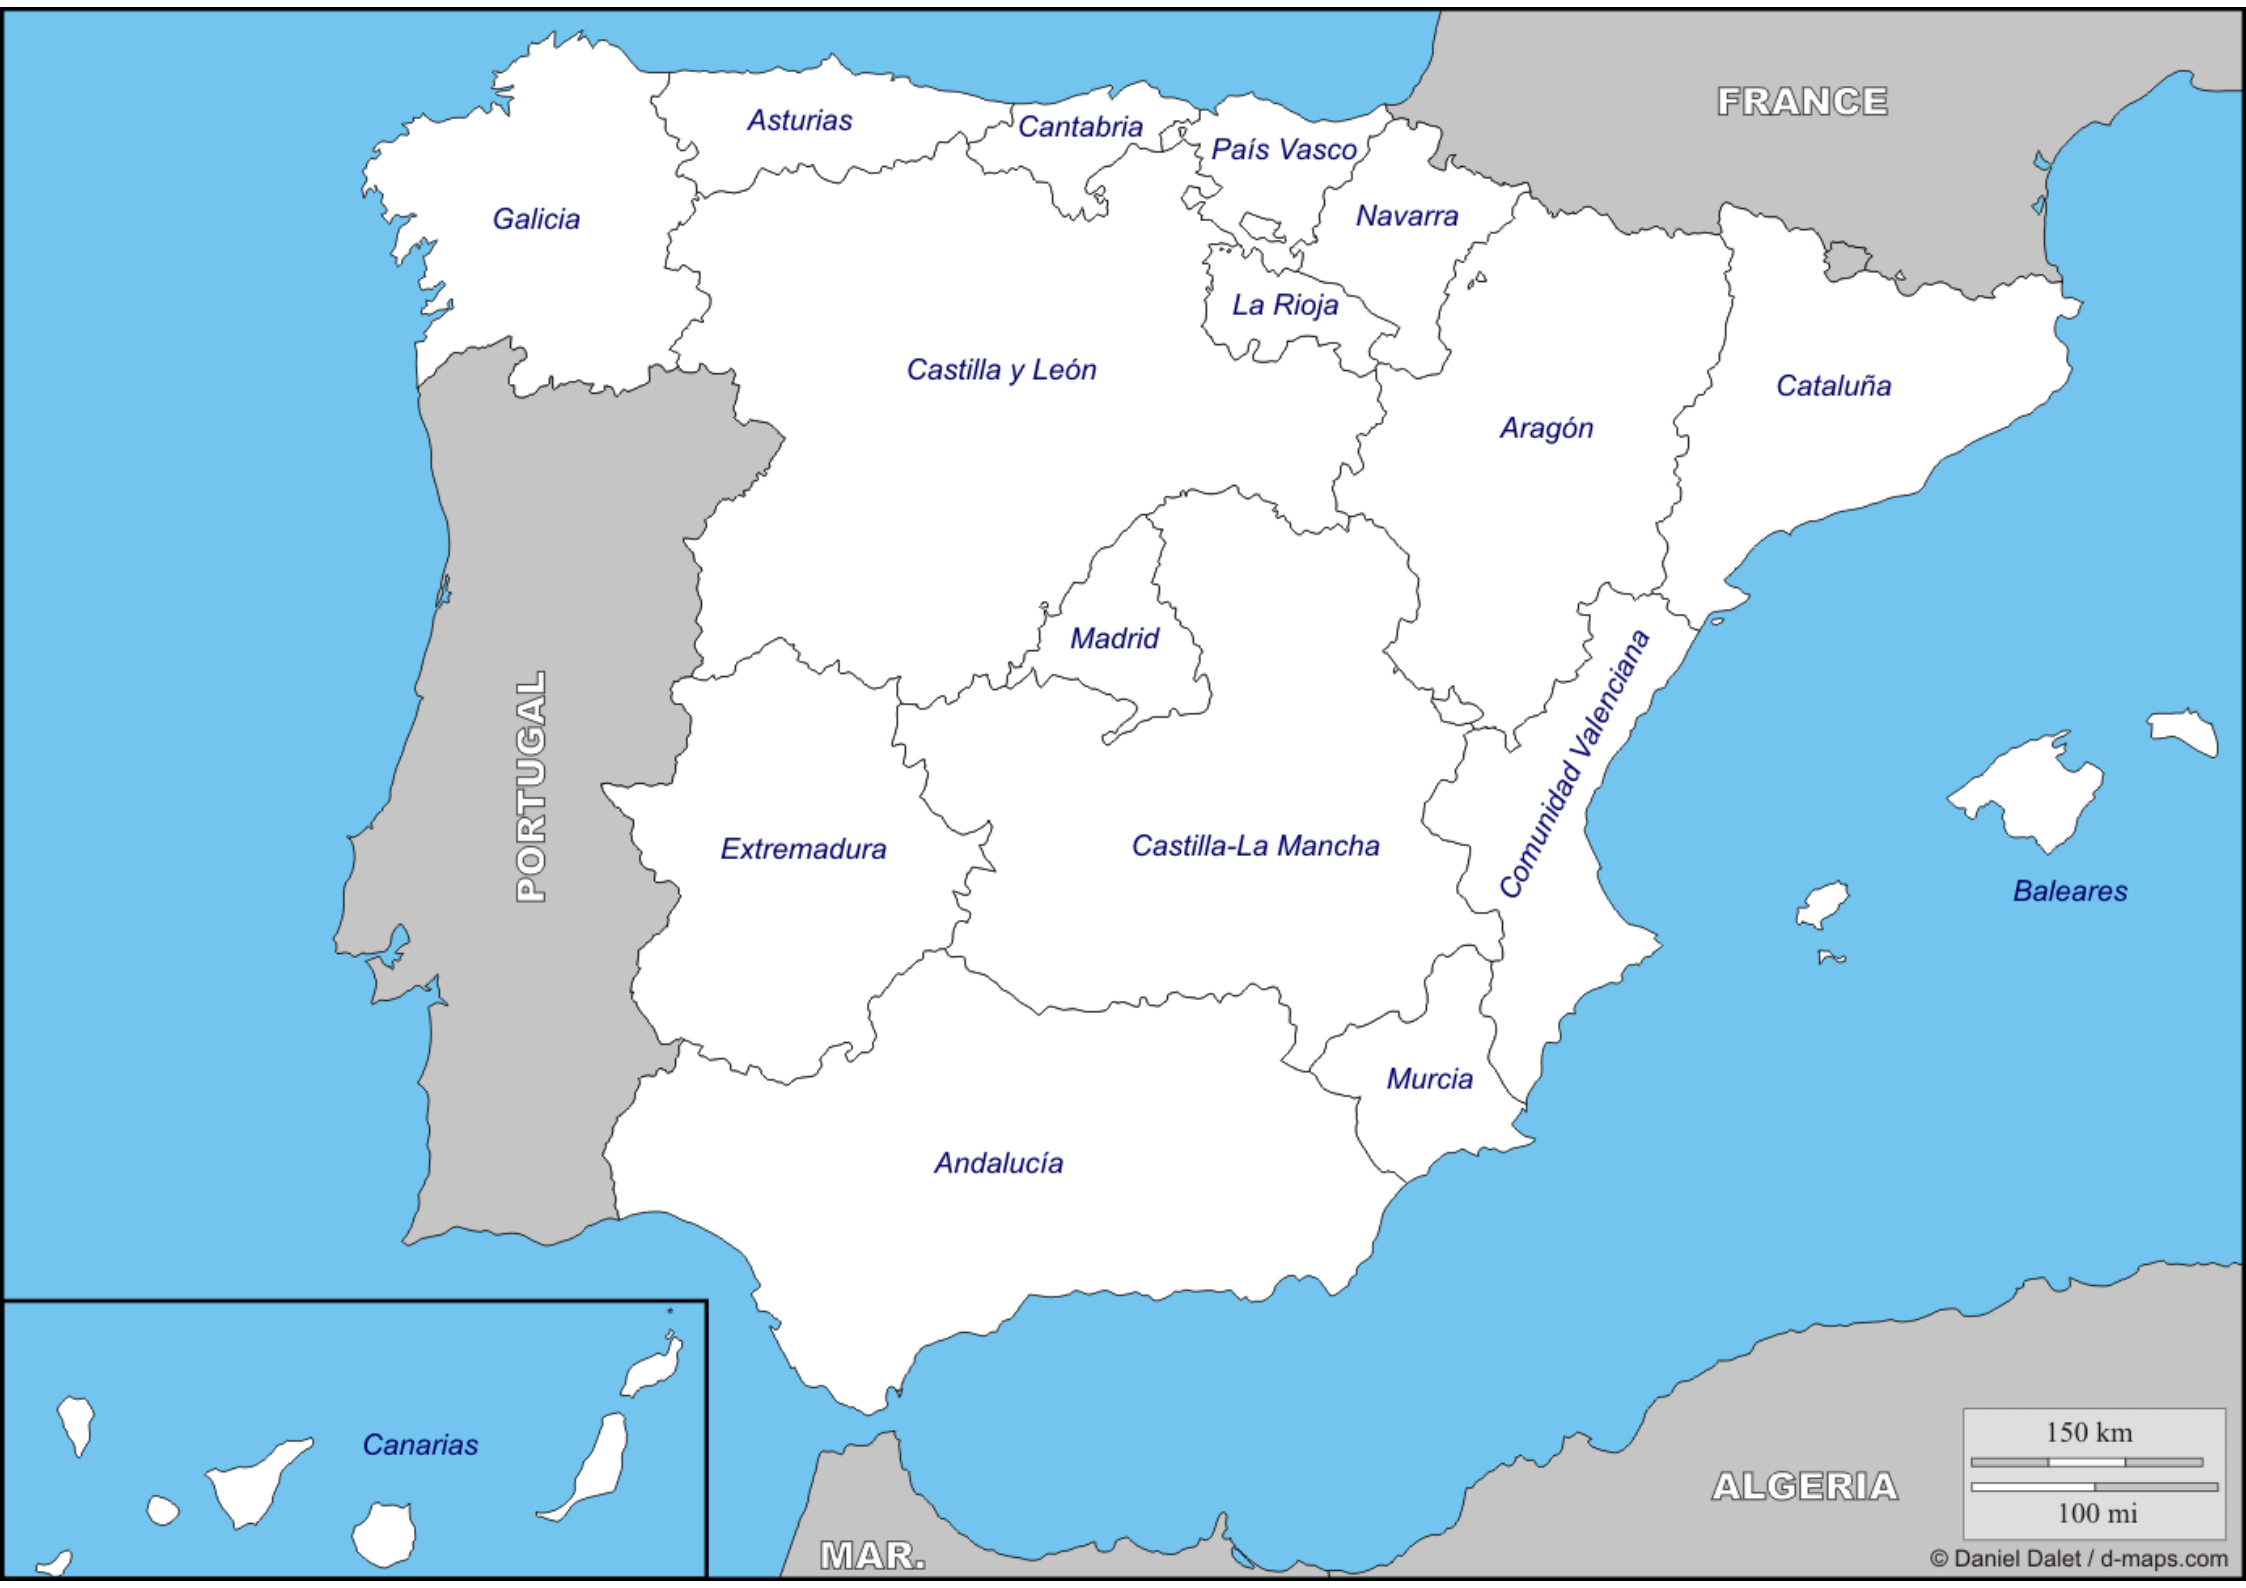 FRANCE
Asturias
Cantabria
País Vasco
Galicia
Navarra
La Rioja
Castilla y León
Cataluña
Aragón
Madrid
Comunidad Valenciana
PORTUGAL
Extremadura
Castilla-La Mancha
Baleares
Murcia
Andalucía
Canarias
ALGERIA
MAR.
150 km
100 mi
© Daniel Dalet / d-maps.com